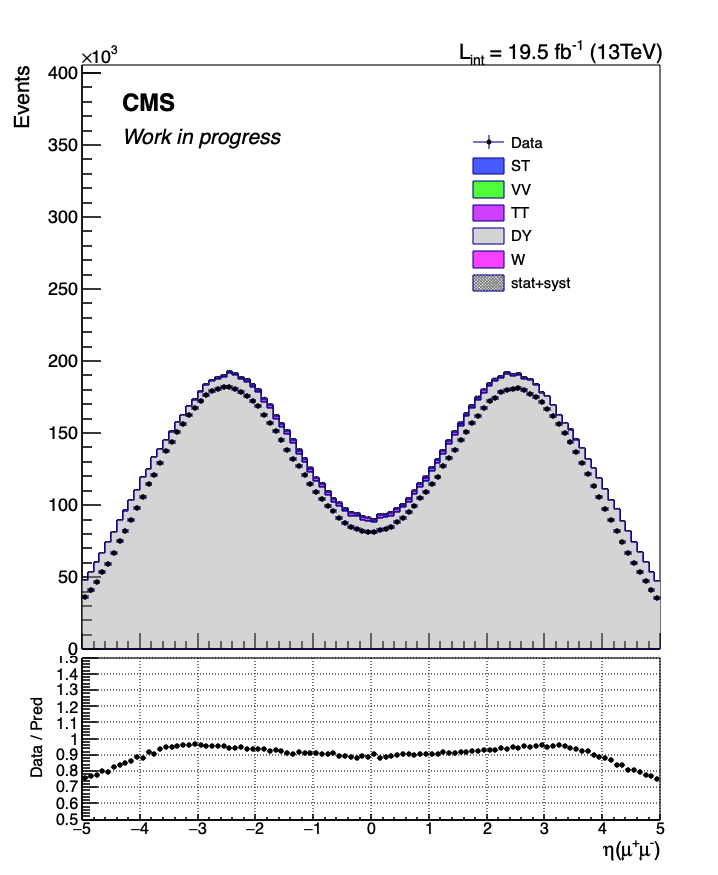 ×10³
L_int = 19.5 fb⁻¹ (13TeV)
Events
400
350
300
250
200
150
100
50
0
CMS
Work in progress
Data
ST
VV
TT
DY
W
stat+syst
Data / Pred
1.5
1.4
1.3
1.2
1.1
1
0.9
0.8
0.7
0.6
0.5
−5 −4 −3 −2 −1 0 1 2 3 4 5
η(μ⁺μ⁻)